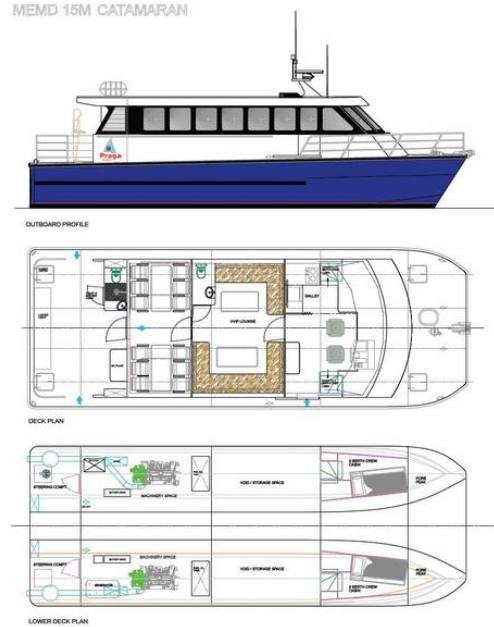 MEMD 15M CATAMARAN
Praga
OUTBOARD PROFILE
GALLEY
VVIP LOUNGE
DECK PLAN
STEERING COMPT
MACHINERY SPACE
VOID / STORAGE SPACE
2 BERTH CREW
CABIN
FORE
PEAK
MACHINERY SPACE
STEERING COMPT
GENERATOR
VOID / STORAGE SPACE
2 BERTH CREW
CABIN
FORE
PEAK
LOWER DECK PLAN